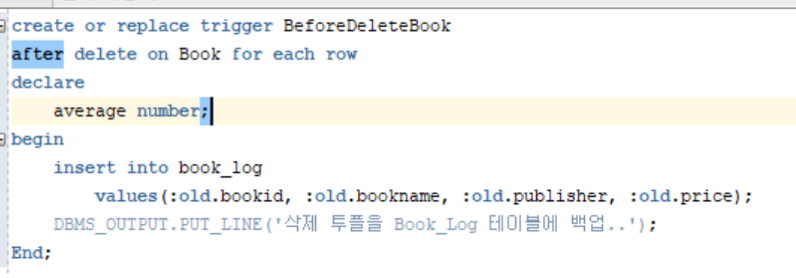 create or replace trigger BeforeDeleteBook
after delete on Book for each row
declare
    average number;
begin
    insert into book_log
        values(:old.bookid, :old.bookname, :old.publisher, :old.price);
    DBMS_OUTPUT.PUT_LINE('삭제 투플을 Book_Log 테이블에 백업..');
End;